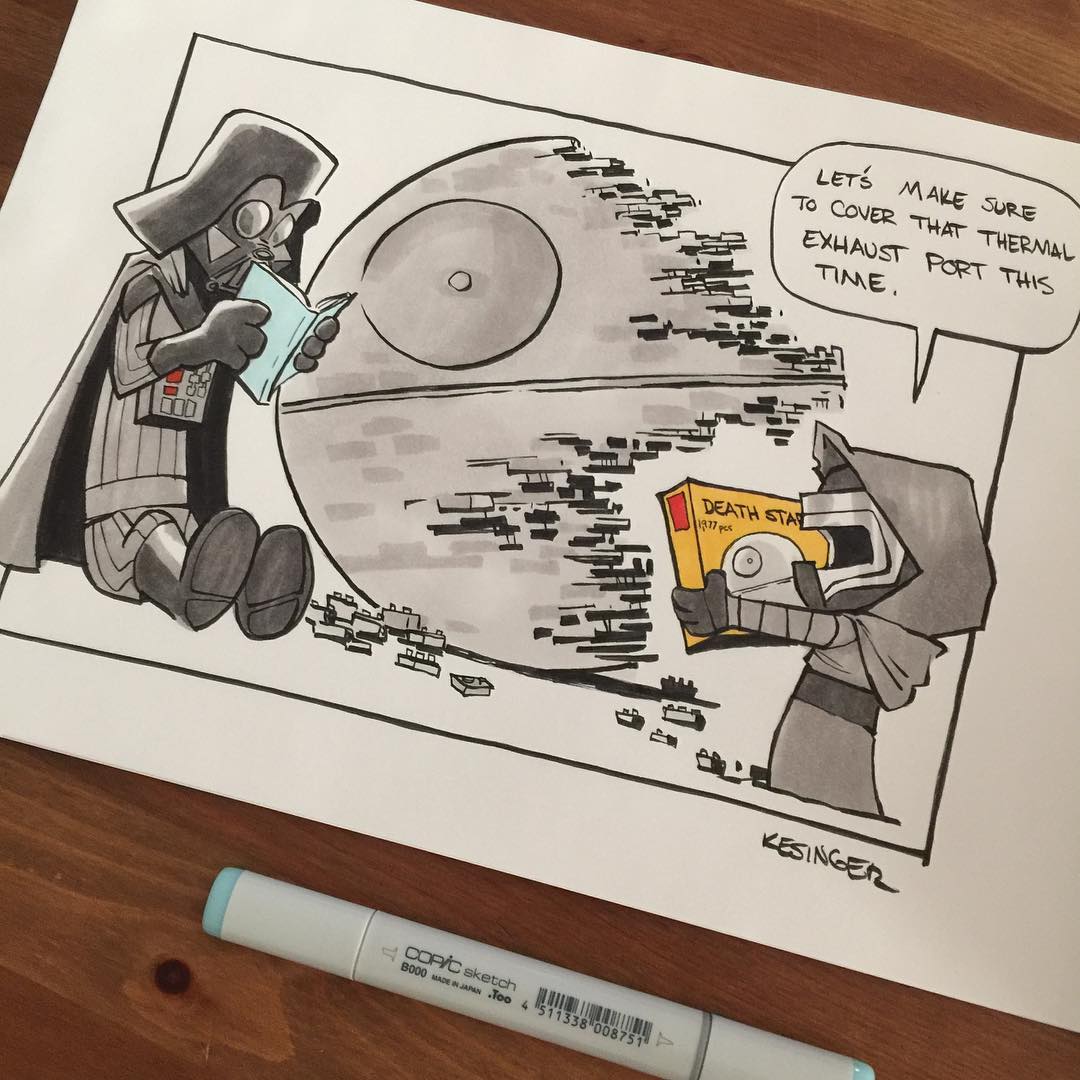 LET'S MAKE SURE
TO COVER THAT THERMAL
EXHAUST PORT THIS
TIME.
DEATH STAR
1977 pcs
KESINGER
COPIC sketch
B000 MADE IN JAPAN .Too
4 511338 008751